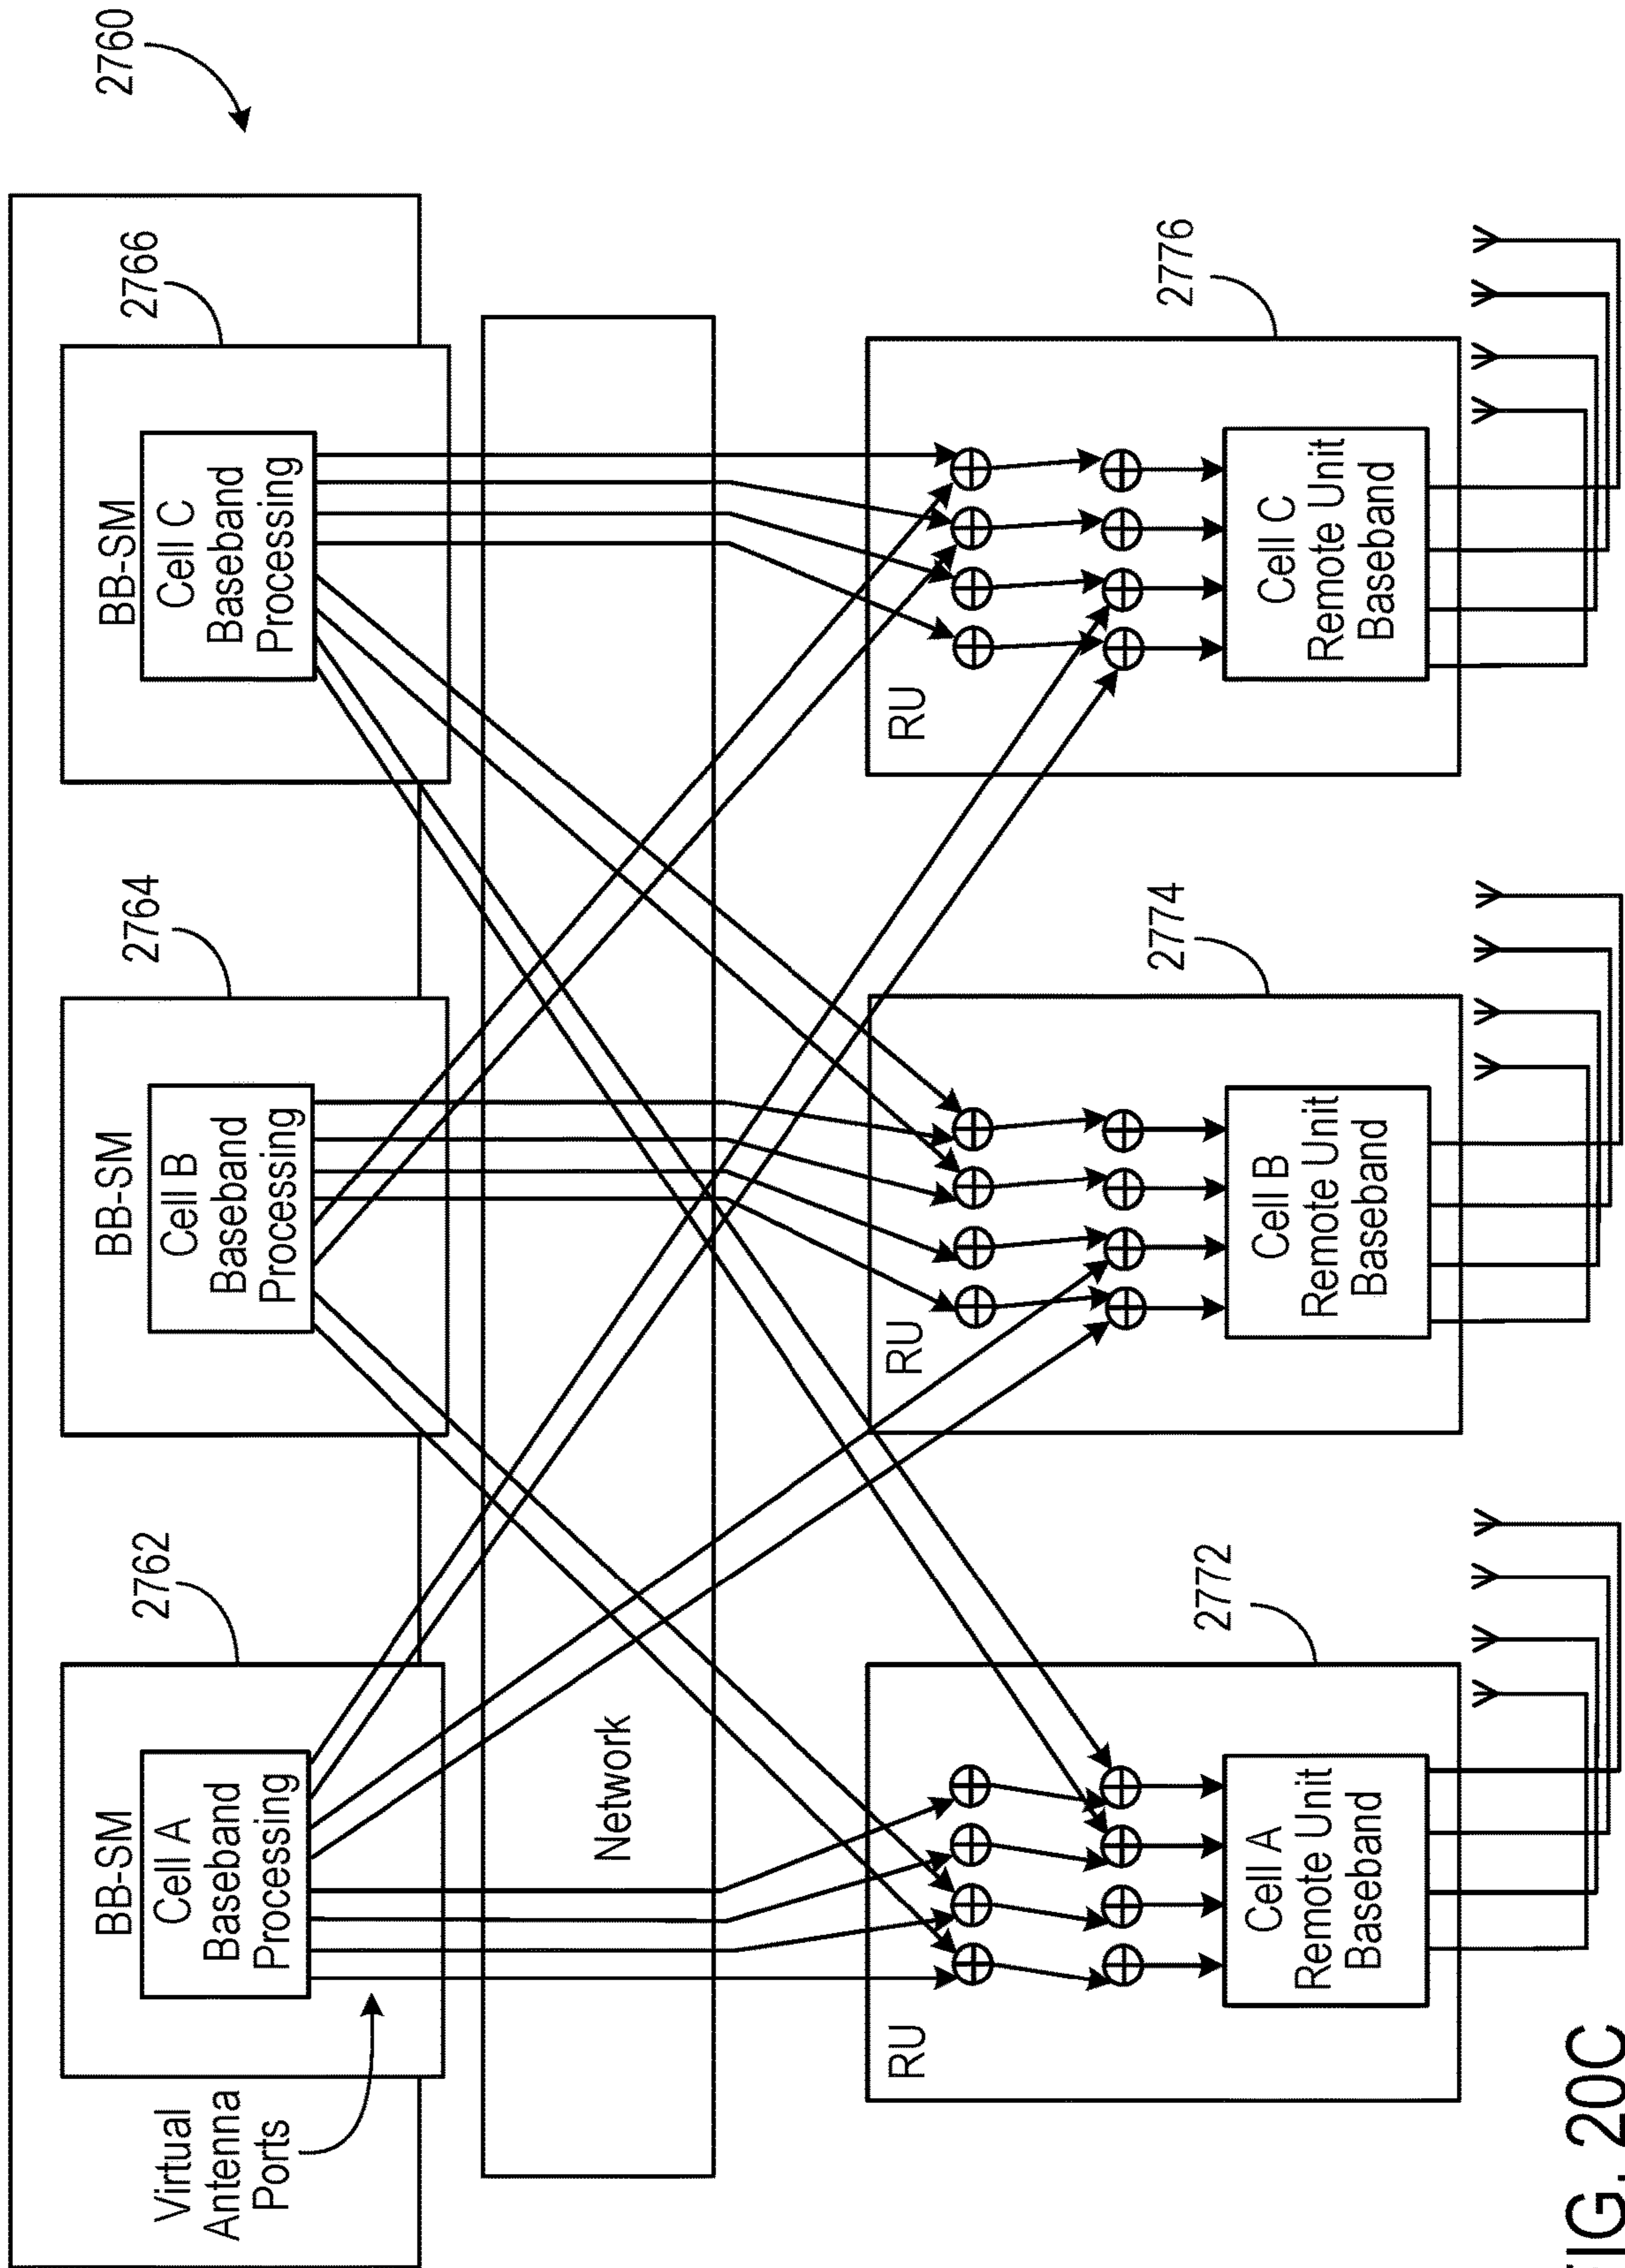 2760
2762
2764
2766
BB-SM
Cell A
Baseband
Processing
BB-SM
Cell B
Baseband
Processing
BB-SM
Cell C
Baseband
Processing
Virtual
Antenna
Ports
Network
2772
2774
2776
RU
Cell A
Remote Unit
Baseband
RU
Cell B
Remote Unit
Baseband
RU
Cell C
Remote Unit
Baseband
FIG. 20C